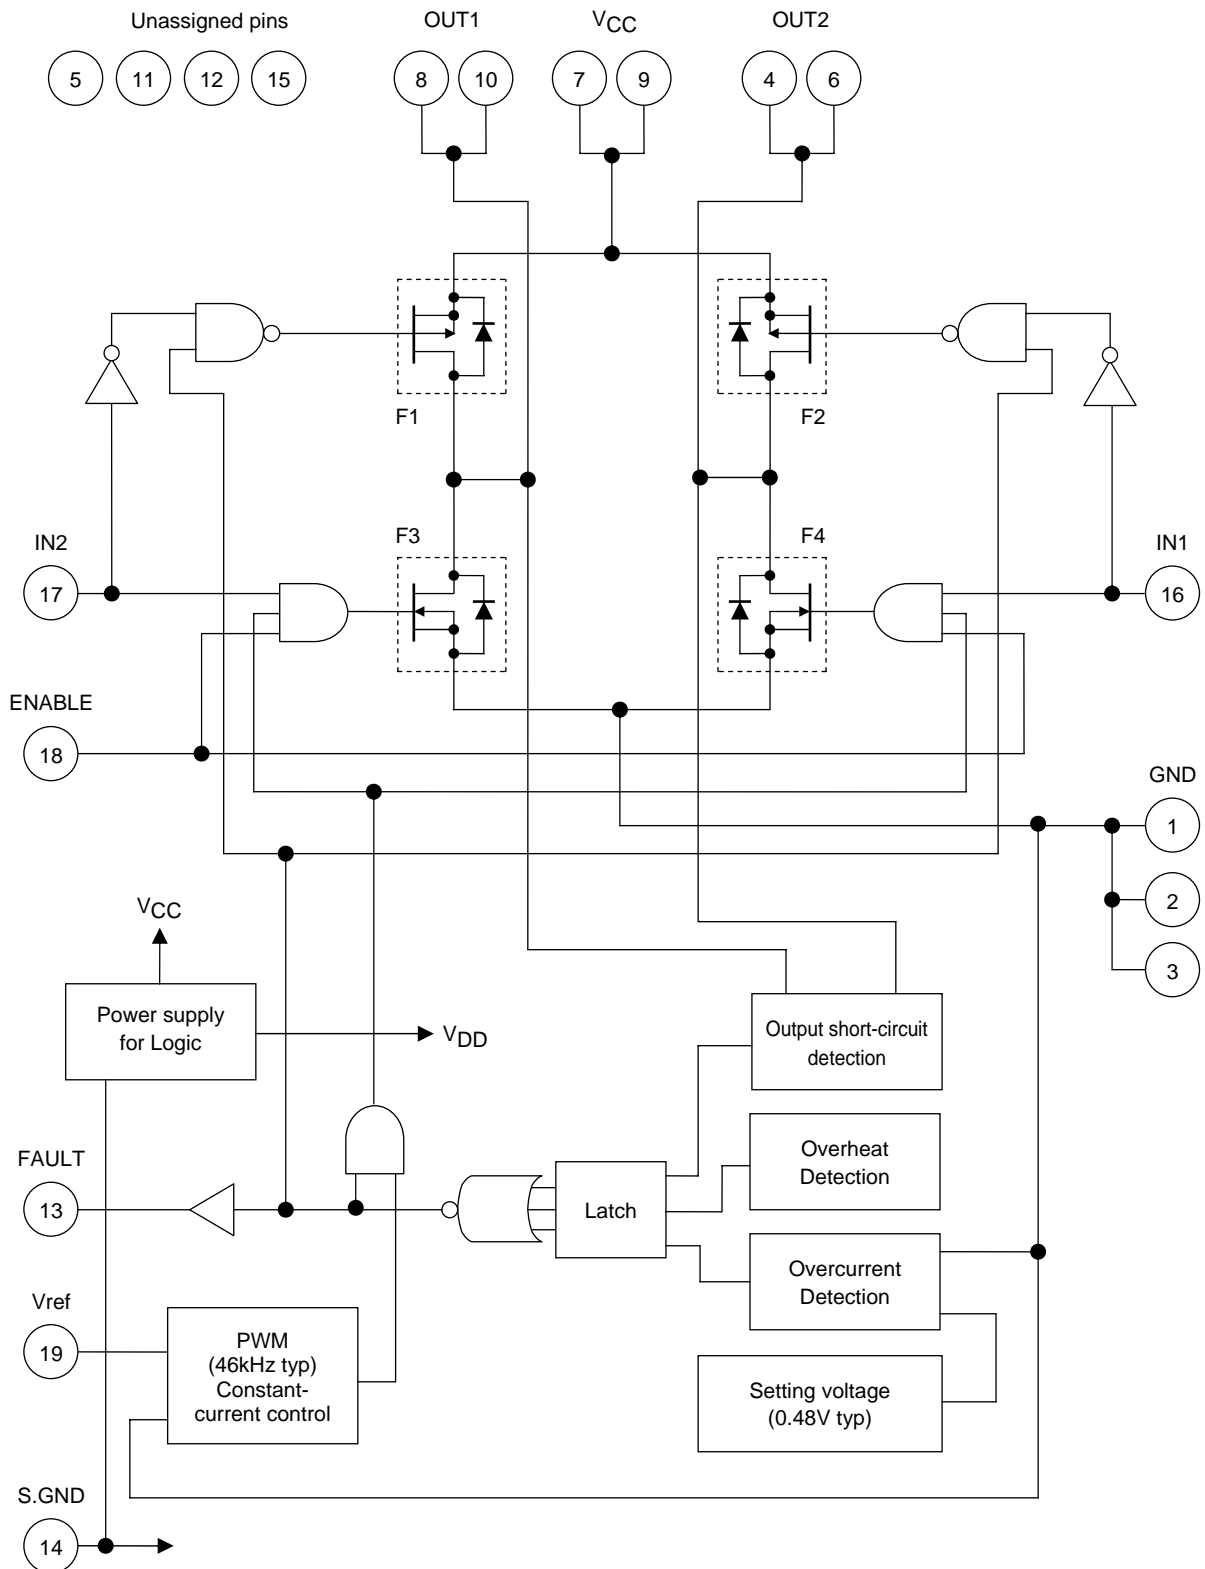 Unassigned pins
OUT1
VCC
OUT2
5
11
12
15
8
10
7
9
4
6
F1
F2
F3
F4
IN2
17
IN1
16
ENABLE
18
GND
1
2
3
VCC
Power supply
for Logic
VDD
Output short-circuit
detection
Overheat
Detection
FAULT
13
Latch
Overcurrent
Detection
Vref
19
PWM
(46kHz typ)
Constant-
current control
Setting voltage
(0.48V typ)
S.GND
14